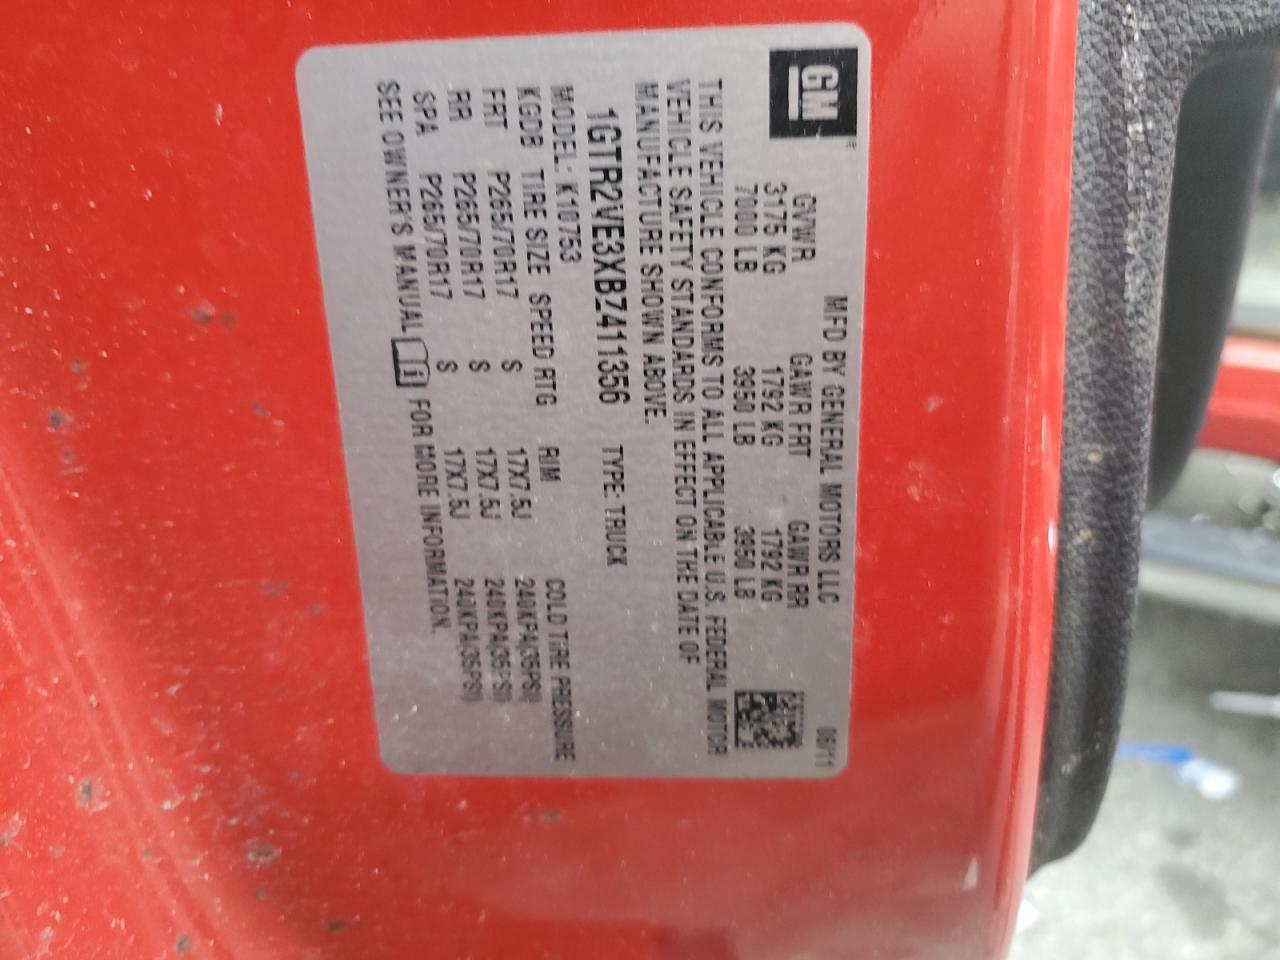 GM
MFD BY GENERAL MOTORS LLC 06/11
GVWR GAWR FRT GAWR RR
3175 KG 1792 KG 1792 KG
7000 LB 3950 LB 3950 LB
THIS VEHICLE CONFORMS TO ALL APPLICABLE U.S. FEDERAL MOTOR
VEHICLE SAFETY STANDARDS IN EFFECT ON THE DATE OF
MANUFACTURE SHOWN ABOVE.
1GTR2VE3XBZ411356 TYPE: TRUCK
MODEL: K10753
KGDB TIRE SIZE SPEED RTG RIM COLD TIRE PRESSURE
FRT P265/70R17 S 17X7.5J 240KPA(35PSI)
RR P265/70R17 S 17X7.5J 240KPA(35PSI)
SPA P265/70R17 S 17X7.5J 240KPA(35PSI)
SEE OWNER'S MANUAL FOR MORE INFORMATION.